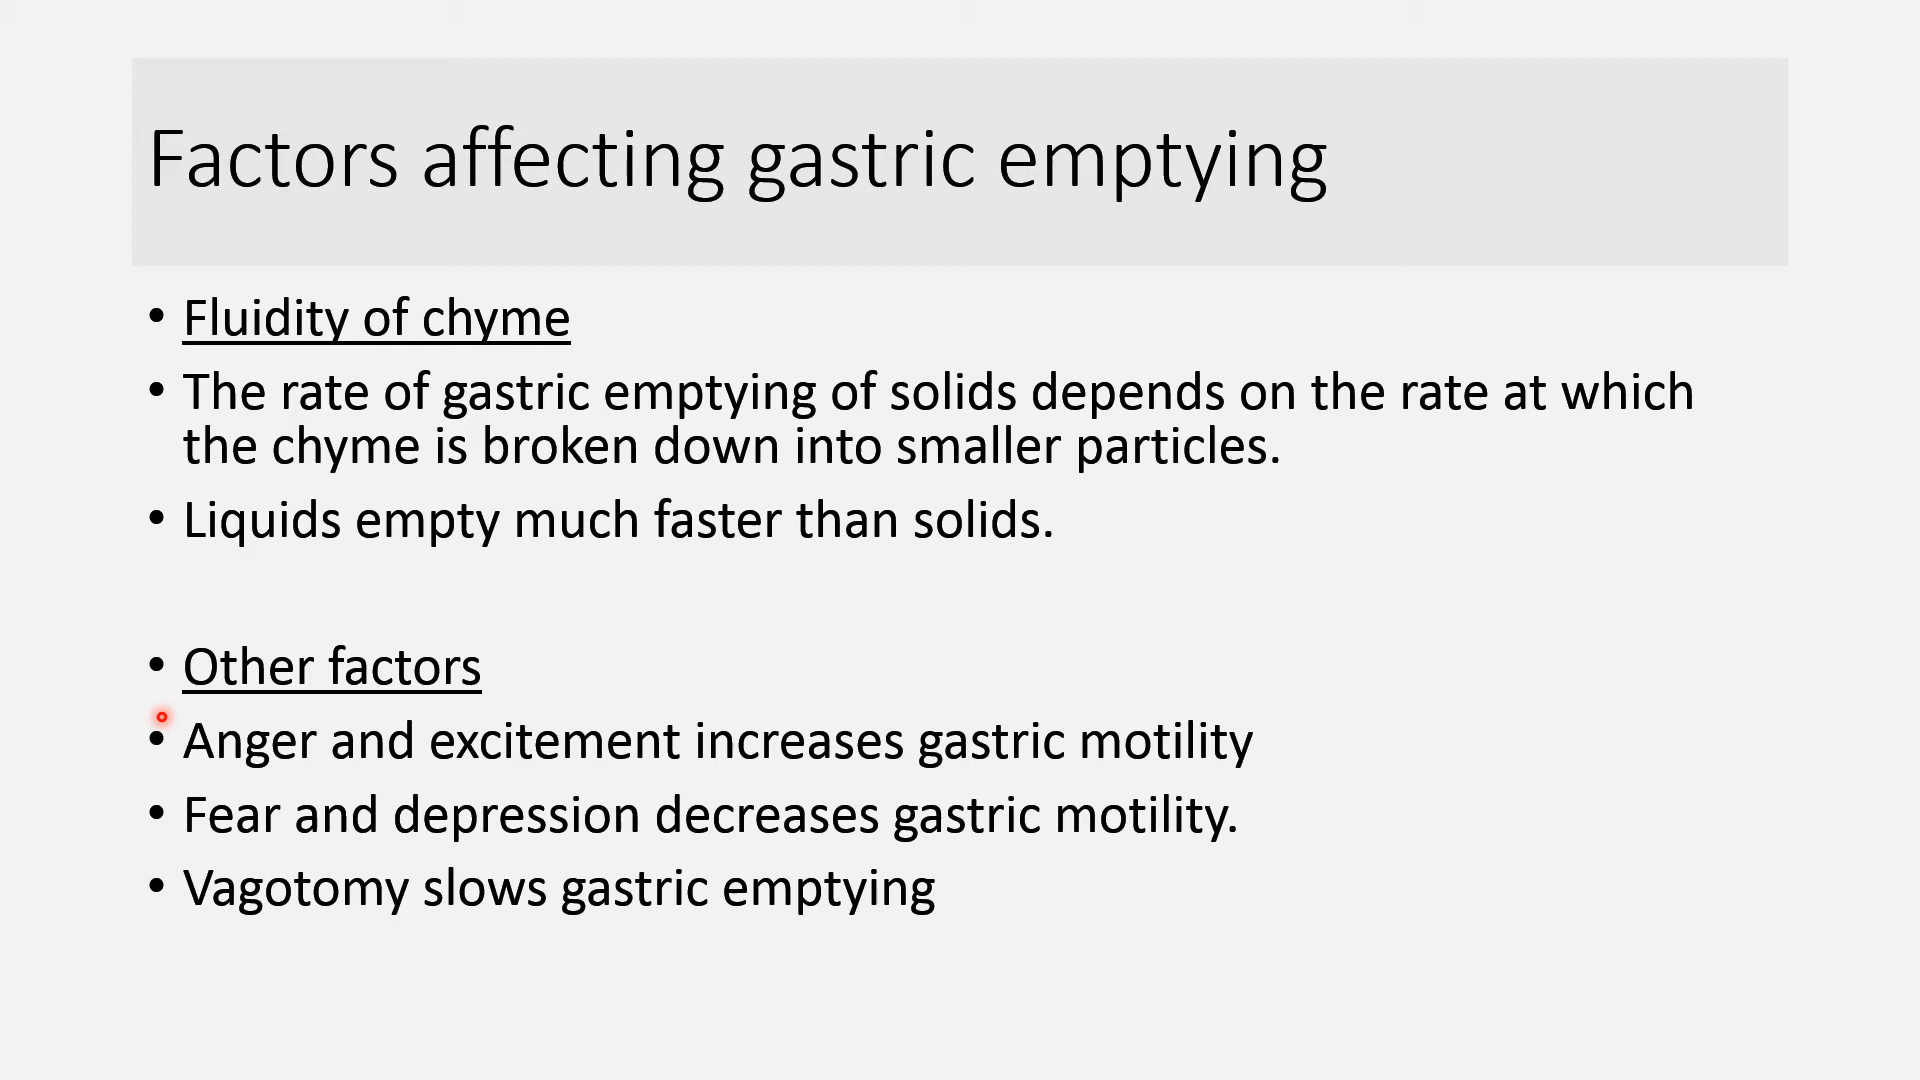 Factors affecting gastric emptying
• Fluidity of chyme
• The rate of gastric emptying of solids depends on the rate at which
the chyme is broken down into smaller particles.
• Liquids empty much faster than solids.
• Other factors
• Anger and excitement increases gastric motility
• Fear and depression decreases gastric motility.
• Vagotomy slows gastric emptying